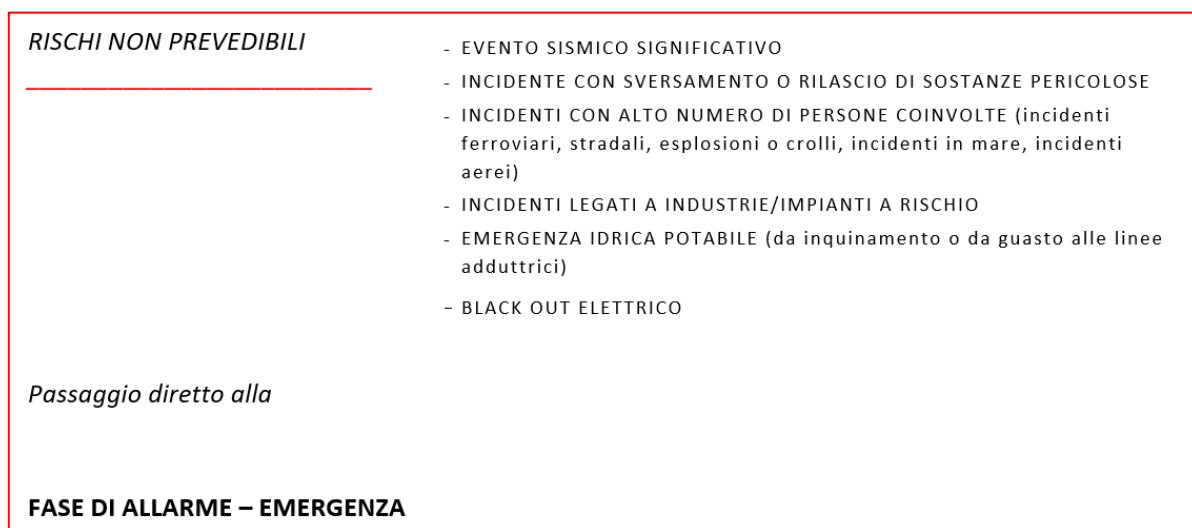 RISCHI NON PREVEDIBILI
- EVENTO SISMICO SIGNIFICATIVO
- INCIDENTE CON SVERSAMENTO O RILASCIO DI SOSTANZE PERICOLOSE
- INCIDENTI CON ALTO NUMERO DI PERSONE COINVOLTE (incidenti
ferroviari, stradali, esplosioni o crolli, incidenti in mare, incidenti
aerei)
- INCIDENTI LEGATI A INDUSTRIE/IMPIANTI A RISCHIO
- EMERGENZA IDRICA POTABILE (da inquinamento o da guasto alle linee
adduttrici)
– BLACK OUT ELETTRICO
Passaggio diretto alla
FASE DI ALLARME – EMERGENZA